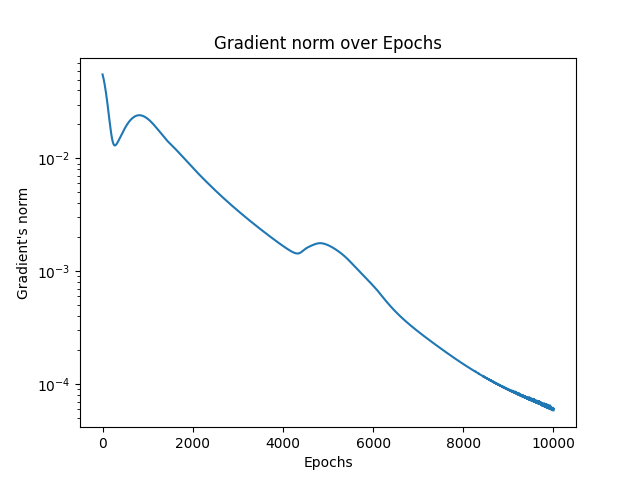 Gradient norm over Epochs
Gradient's norm
10⁻²
10⁻³
10⁻⁴
0 2000 4000 6000 8000 10000
Epochs